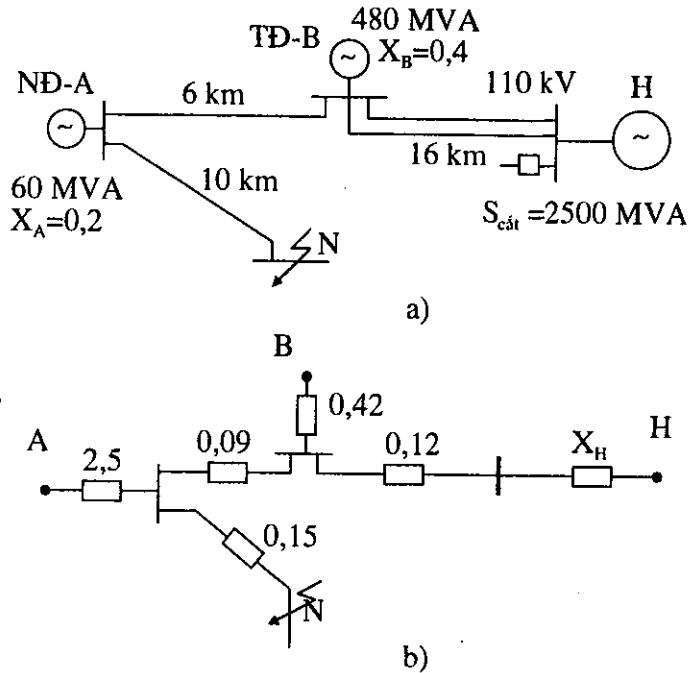 480 MVA
TĐ-B
X_B=0,4
NĐ-A
6 km
110 kV
H
~
~
~
16 km
10 km
60 MVA
X_A=0,2
S_cắt =2500 MVA
N
a)
B
0,42
A
2,5
0,09
0,12
X_H
H
0,15
N
b)